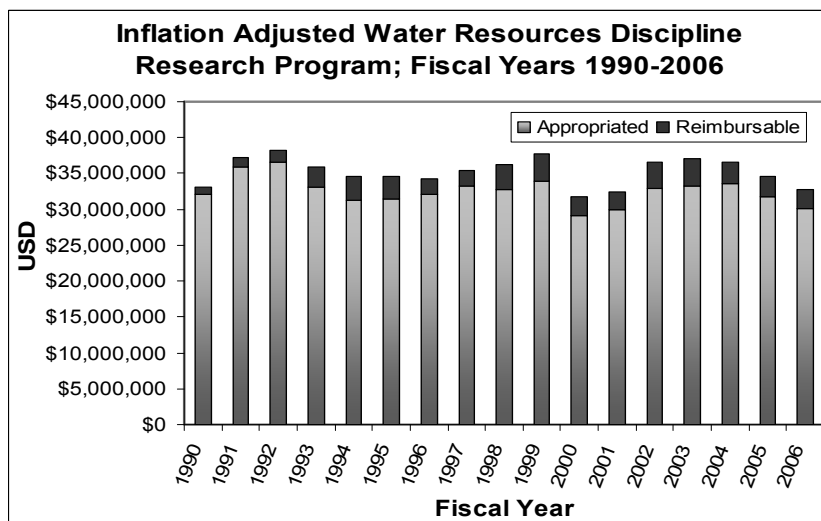 Inflation Adjusted Water Resources Discipline
Research Program; Fiscal Years 1990-2006
$45,000,000
$40,000,000
$35,000,000
$30,000,000
$25,000,000
$20,000,000
$15,000,000
$10,000,000
$5,000,000
$0
USD
Appropriated Reimbursable
1990 1991 1992 1993 1994 1995 1996 1997 1998 1999 2000 2001 2002 2003 2004 2005 2006
Fiscal Year